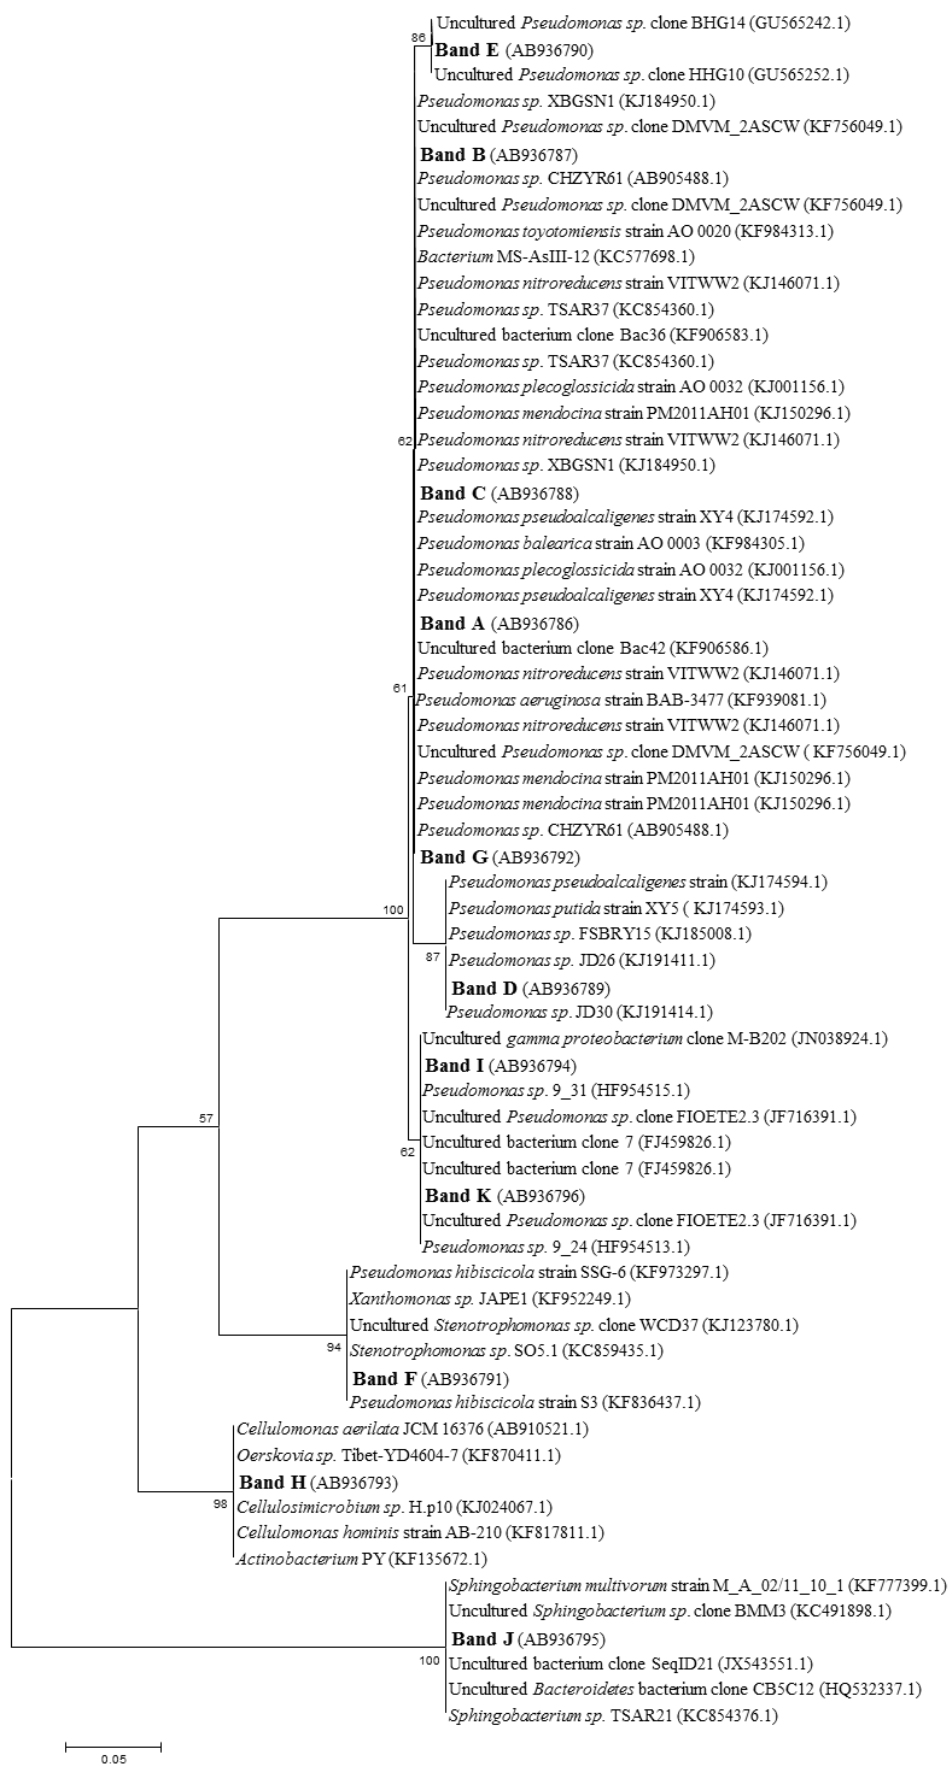 Uncultured Pseudomonas sp. clone BHG14 (GU565242.1)
86
Band E (AB936790)
Uncultured Pseudomonas sp. clone HHG10 (GU565252.1)
Pseudomonas sp. XBGSN1 (KJ184950.1)
Uncultured Pseudomonas sp. clone DMVM_2ASCW (KF756049.1)
Band B (AB936787)
Pseudomonas sp. CHZYR61 (AB905488.1)
Uncultured Pseudomonas sp. clone DMVM_2ASCW (KF756049.1)
Pseudomonas toyotomiensis strain AO 0020 (KF984313.1)
Bacterium MS-AsIII-12 (KC577698.1)
Pseudomonas nitroreducens strain VITWW2 (KJ146071.1)
Pseudomonas sp. TSAR37 (KC854360.1)
Uncultured bacterium clone Bac36 (KF906583.1)
Pseudomonas sp. TSAR37 (KC854360.1)
Pseudomonas plecoglossicida strain AO 0032 (KJ001156.1)
Pseudomonas mendocina strain PM2011AH01 (KJ150296.1)
62 Pseudomonas nitroreducens strain VITWW2 (KJ146071.1)
Pseudomonas sp. XBGSN1 (KJ184950.1)
Band C (AB936788)
Pseudomonas pseudoalcaligenes strain XY4 (KJ174592.1)
Pseudomonas balearica strain AO 0003 (KF984305.1)
Pseudomonas plecoglossicida strain AO 0032 (KJ001156.1)
Pseudomonas pseudoalcaligenes strain XY4 (KJ174592.1)
Band A (AB936786)
Uncultured bacterium clone Bac42 (KF906586.1)
Pseudomonas nitroreducens strain VITWW2 (KJ146071.1)
61
Pseudomonas aeruginosa strain BAB-3477 (KF939081.1)
Pseudomonas nitroreducens strain VITWW2 (KJ146071.1)
Uncultured Pseudomonas sp. clone DMVM_2ASCW ( KF756049.1)
Pseudomonas mendocina strain PM2011AH01 (KJ150296.1)
Pseudomonas mendocina strain PM2011AH01 (KJ150296.1)
Pseudomonas sp. CHZYR61 (AB905488.1)
Band G (AB936792)
Pseudomonas pseudoalcaligenes strain (KJ174594.1)
100
Pseudomonas putida strain XY5 ( KJ174593.1)
Pseudomonas sp. FSBRY15 (KJ185008.1)
87
Pseudomonas sp. JD26 (KJ191411.1)
Band D (AB936789)
Pseudomonas sp. JD30 (KJ191414.1)
Uncultured gamma proteobacterium clone M-B202 (JN038924.1)
Band I (AB936794)
Pseudomonas sp. 9_31 (HF954515.1)
57
Uncultured Pseudomonas sp. clone FIOETE2.3 (JF716391.1)
Uncultured bacterium clone 7 (FJ459826.1)
62
Uncultured bacterium clone 7 (FJ459826.1)
Band K (AB936796)
Uncultured Pseudomonas sp. clone FIOETE2.3 (JF716391.1)
Pseudomonas sp. 9_24 (HF954513.1)
Pseudomonas hibiscicola strain SSG-6 (KF973297.1)
Xanthomonas sp. JAPE1 (KF952249.1)
Uncultured Stenotrophomonas sp. clone WCD37 (KJ123780.1)
94
Stenotrophomonas sp. SO5.1 (KC859435.1)
Band F (AB936791)
Pseudomonas hibiscicola strain S3 (KF836437.1)
Cellulomonas aerilata JCM 16376 (AB910521.1)
Oerskovia sp. Tibet-YD4604-7 (KF870411.1)
Band H (AB936793)
98
Cellulosimicrobium sp. H.p10 (KJ024067.1)
Cellulomonas hominis strain AB-210 (KF817811.1)
Actinobacterium PY (KF135672.1)
Sphingobacterium multivorum strain M_A_02/11_10_1 (KF777399.1)
Uncultured Sphingobacterium sp. clone BMM3 (KC491898.1)
Band J (AB936795)
100
Uncultured bacterium clone SeqID21 (JX543551.1)
Uncultured Bacteroidetes bacterium clone CB5C12 (HQ532337.1)
Sphingobacterium sp. TSAR21 (KC854376.1)
0.05